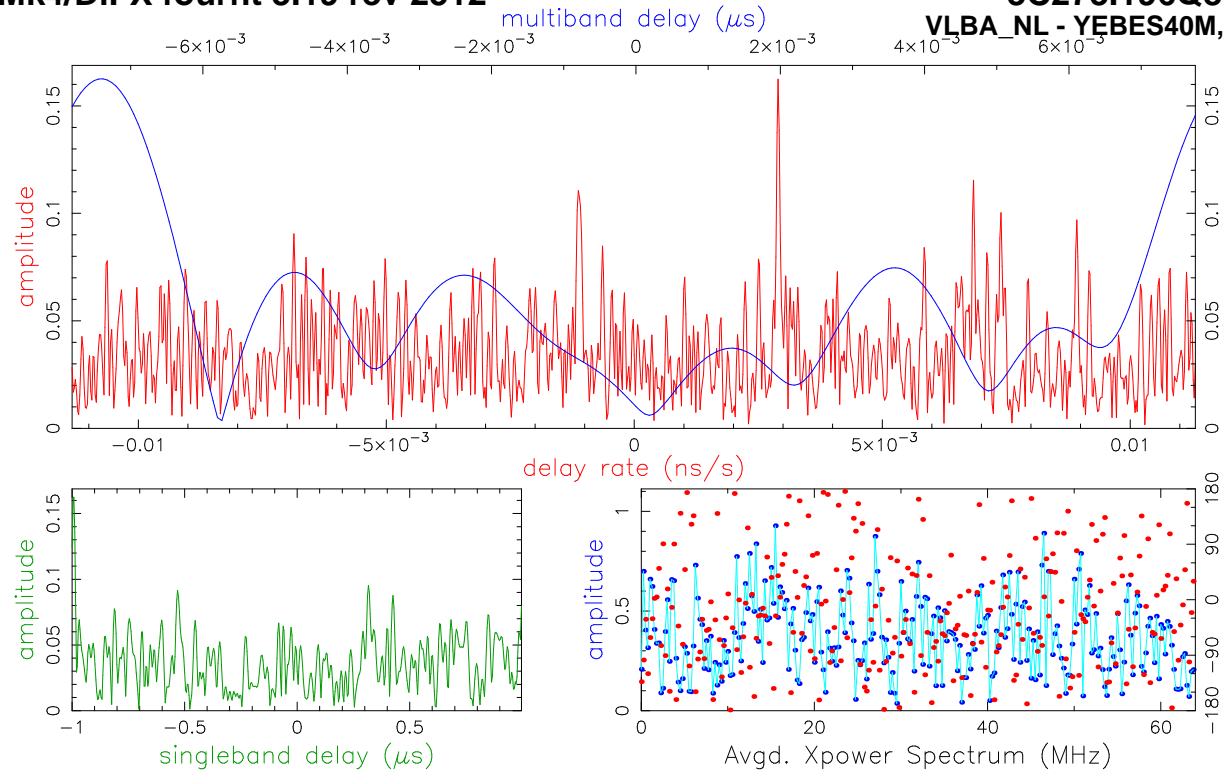 multiband delay (μs)
VLBA_NL - YEBES40M,
−6×10⁻³ −4×10⁻³ −2×10⁻³ 0 2×10⁻³ 4×10⁻³ 6×10⁻³
0.15 0.15
0.1 0.1
amplitude
0.05 0.05
0 0
−0.01 −5×10⁻³ 0 5×10⁻³ 0.01
delay rate (ns/s)
0.15
0.1
amplitude
0.05
0
−1 −0.5 0 0.5
singleband delay (μs)
1
amplitude
0.5
0
180
90
0
−90
−180
0 20 40 60
Avgd. Xpower Spectrum (MHz)